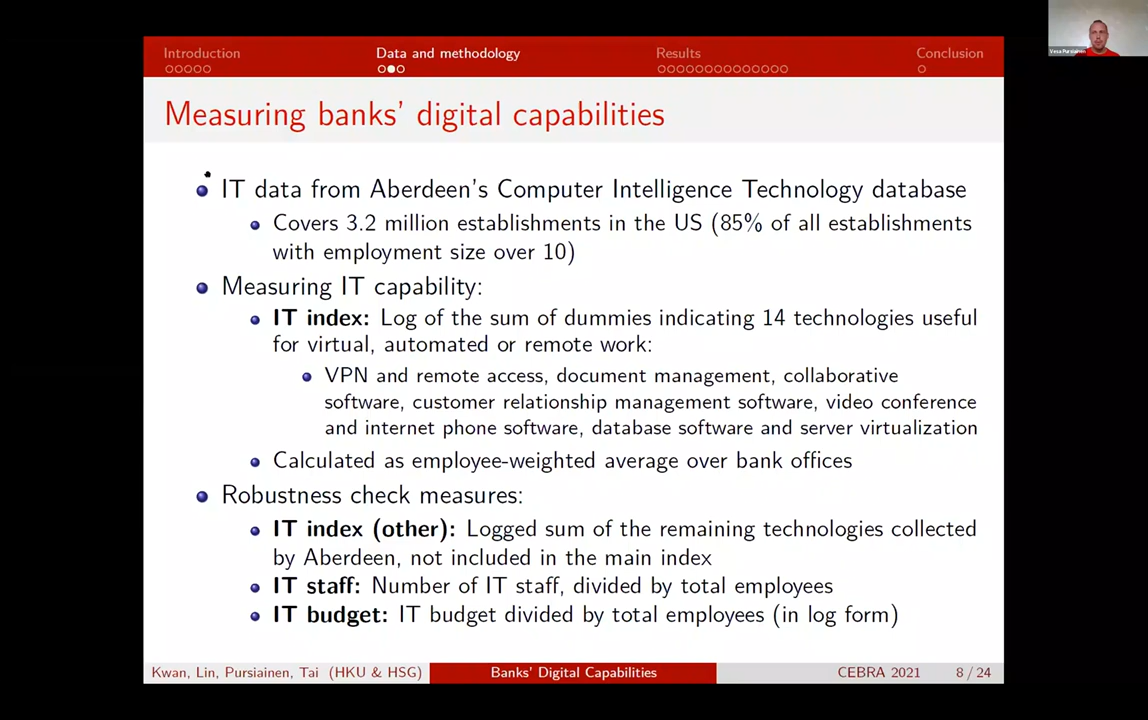 Introduction
Data and methodology
Results
Conclusion
Vesa Pursiainen
Measuring banks' digital capabilities
IT data from Aberdeen's Computer Intelligence Technology database
Covers 3.2 million establishments in the US (85% of all establishments
with employment size over 10)
Measuring IT capability:
IT index: Log of the sum of dummies indicating 14 technologies useful
for virtual, automated or remote work:
VPN and remote access, document management, collaborative
software, customer relationship management software, video conference
and internet phone software, database software and server virtualization
Calculated as employee-weighted average over bank offices
Robustness check measures:
IT index (other): Logged sum of the remaining technologies collected
by Aberdeen, not included in the main index
IT staff: Number of IT staff, divided by total employees
IT budget: IT budget divided by total employees (in log form)
Kwan, Lin, Pursiainen, Tai (HKU & HSG)
Banks' Digital Capabilities
CEBRA 2021
8 / 24